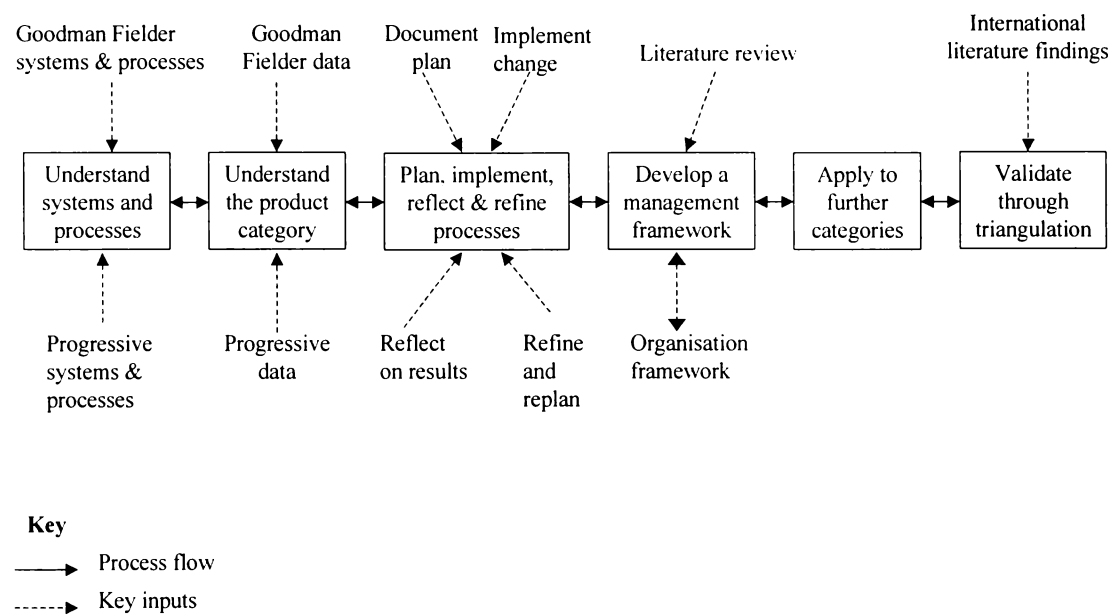 Goodman Fielder
systems & processes
Goodman
Fielder data
Document
plan
Implement
change
Literature review
International
literature findings
Understand
systems and
processes
Understand
the product
category
Plan, implement,
reflect & refine
processes
Develop a
management
framework
Apply to
further
categories
Validate
through
triangulation
Progressive
systems &
processes
Progressive
data
Reflect
on results
Refine
and
replan
Organisation
framework
Key
Process flow
Key inputs